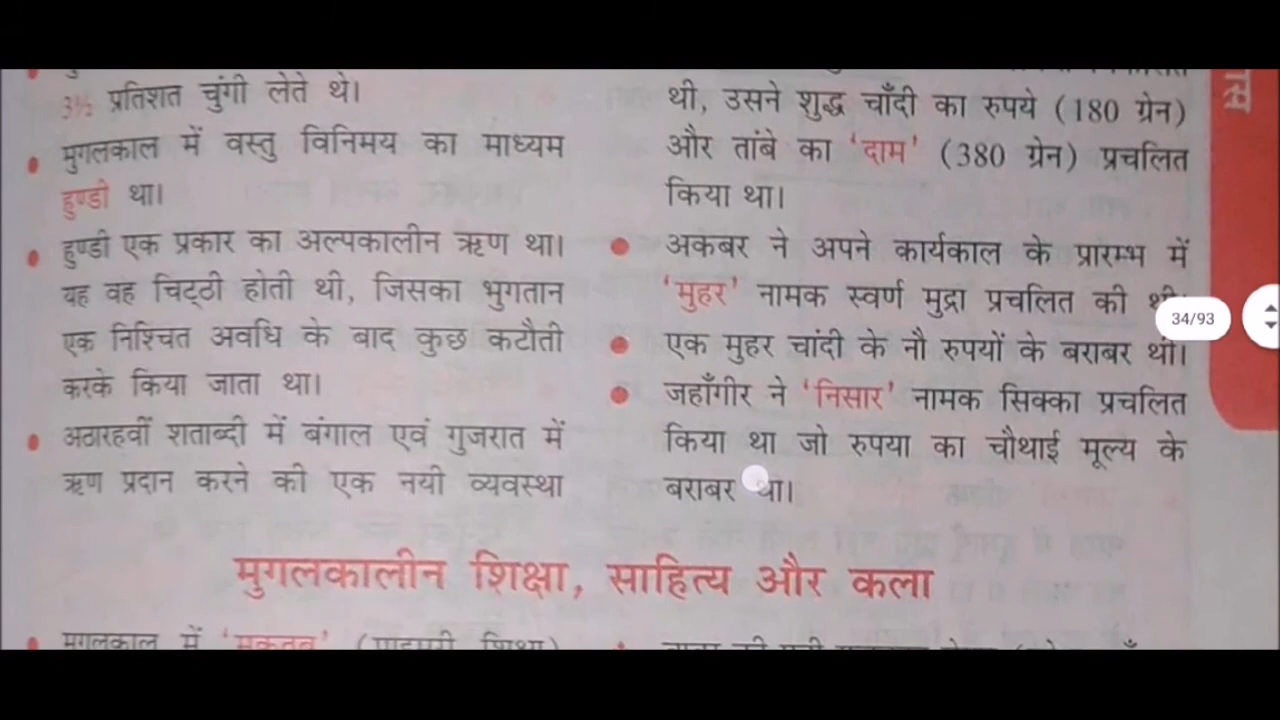 3½ प्रतिशत चुंगी लेते थे।
मुगलकाल में वस्तु विनिमय का माध्यम
हुण्डी था।
हुण्डी एक प्रकार का अल्पकालीन ऋण था।
यह वह चिट्ठी होती थी, जिसका भुगतान
एक निश्चित अवधि के बाद कुछ कटौती
करके किया जाता था।
अठारहवीं शताब्दी में बंगाल एवं गुजरात में
ऋण प्रदान करने की एक नयी व्यवस्था
थी, उसने शुद्ध चाँदी का रुपये (180 ग्रेन)
और तांबे का 'दाम' (380 ग्रेन) प्रचलित
किया था।
अकबर ने अपने कार्यकाल के प्रारम्भ में
'मुहर' नामक स्वर्ण मुद्रा प्रचलित की थी।
एक मुहर चांदी के नौ रुपयों के बराबर थी।
जहाँगीर ने 'निसार' नामक सिक्का प्रचलित
किया था जो रुपया का चौथाई मूल्य के
बराबर था।
34/93
मुगलकालीन शिक्षा, साहित्य और कला
मुगलकाल में 'मकतब' शिक्षा)